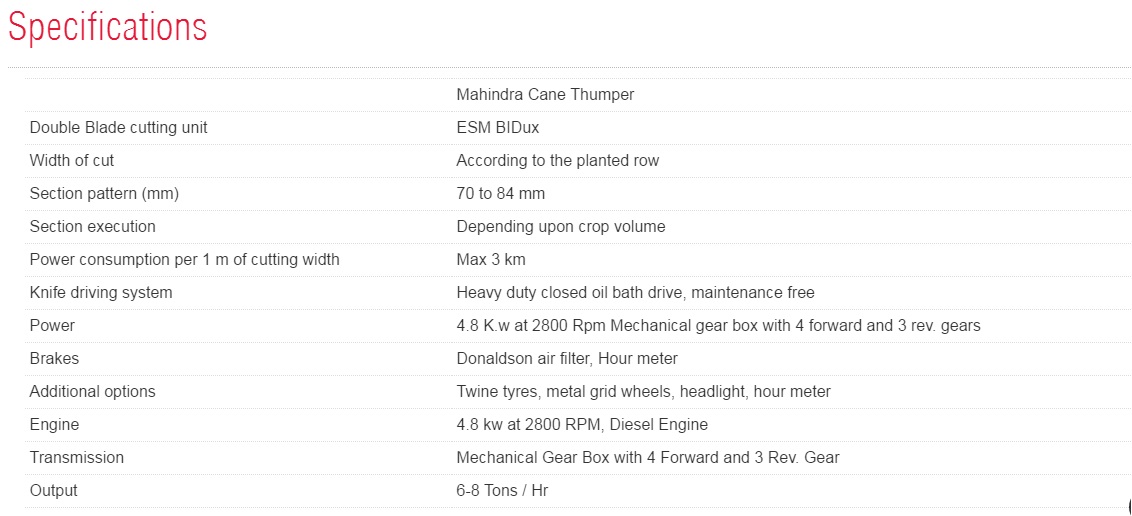 Specifications
Mahindra Cane Thumper
Double Blade cutting unit ESM BIDux
Width of cut According to the planted row
Section pattern (mm) 70 to 84 mm
Section execution Depending upon crop volume
Power consumption per 1 m of cutting width Max 3 km
Knife driving system Heavy duty closed oil bath drive, maintenance free
Power 4.8 K.w at 2800 Rpm Mechanical gear box with 4 forward and 3 rev. gears
Brakes Donaldson air filter, Hour meter
Additional options Twine tyres, metal grid wheels, headlight, hour meter
Engine 4.8 kw at 2800 RPM, Diesel Engine
Transmission Mechanical Gear Box with 4 Forward and 3 Rev. Gear
Output 6-8 Tons / Hr